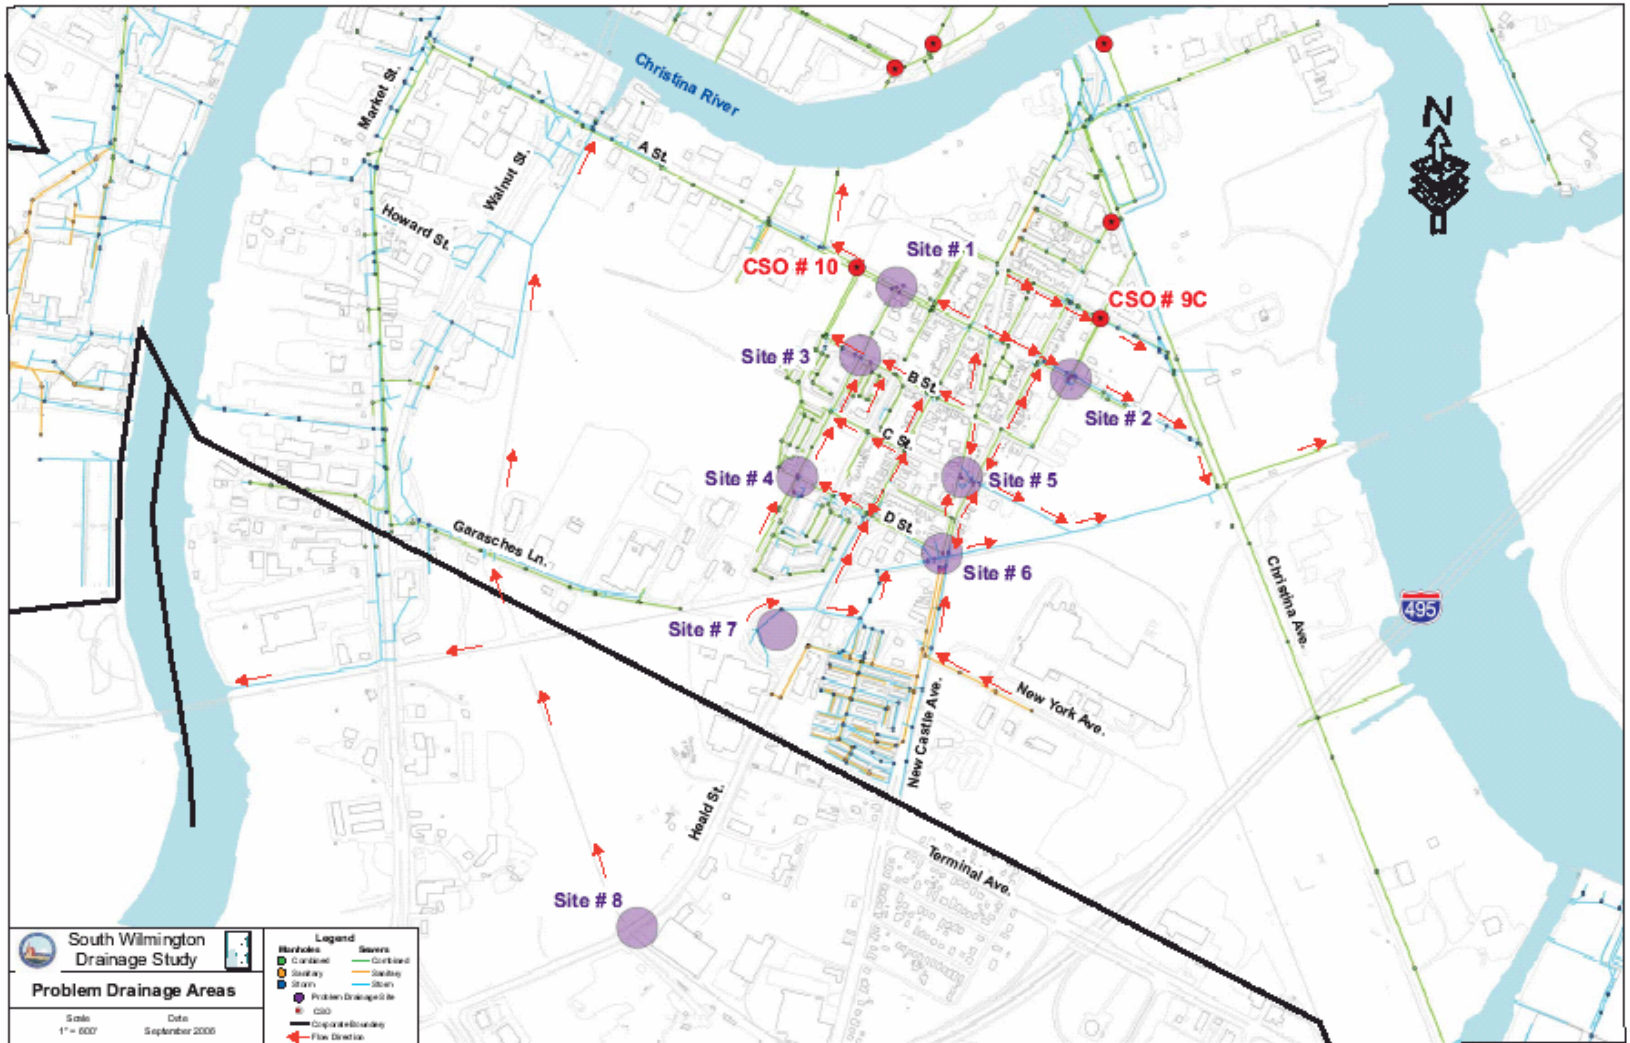 Christina River
Market St.
A St.
Walnut St.
Howard St.
N
Site # 1
CSO # 10
CSO # 9C
Site # 3
B St.
Site # 2
C St.
Site # 4
Site # 5
D St.
Garasches Ln.
Site # 6
Christina Ave.
495
Site # 7
New York Ave.
New Castle Ave.
Heald St.
Terminal Ave.
Site # 8
South Wilmington
Drainage Study
Problem Drainage Areas
Scale
1" = 600'
Date
September 2006
Legend
Manholes Sewers
Combined Combined
Sanitary Sanitary
Storm Storm
Problem Drainage Site
CSO
Corporate Boundary
Flow Direction